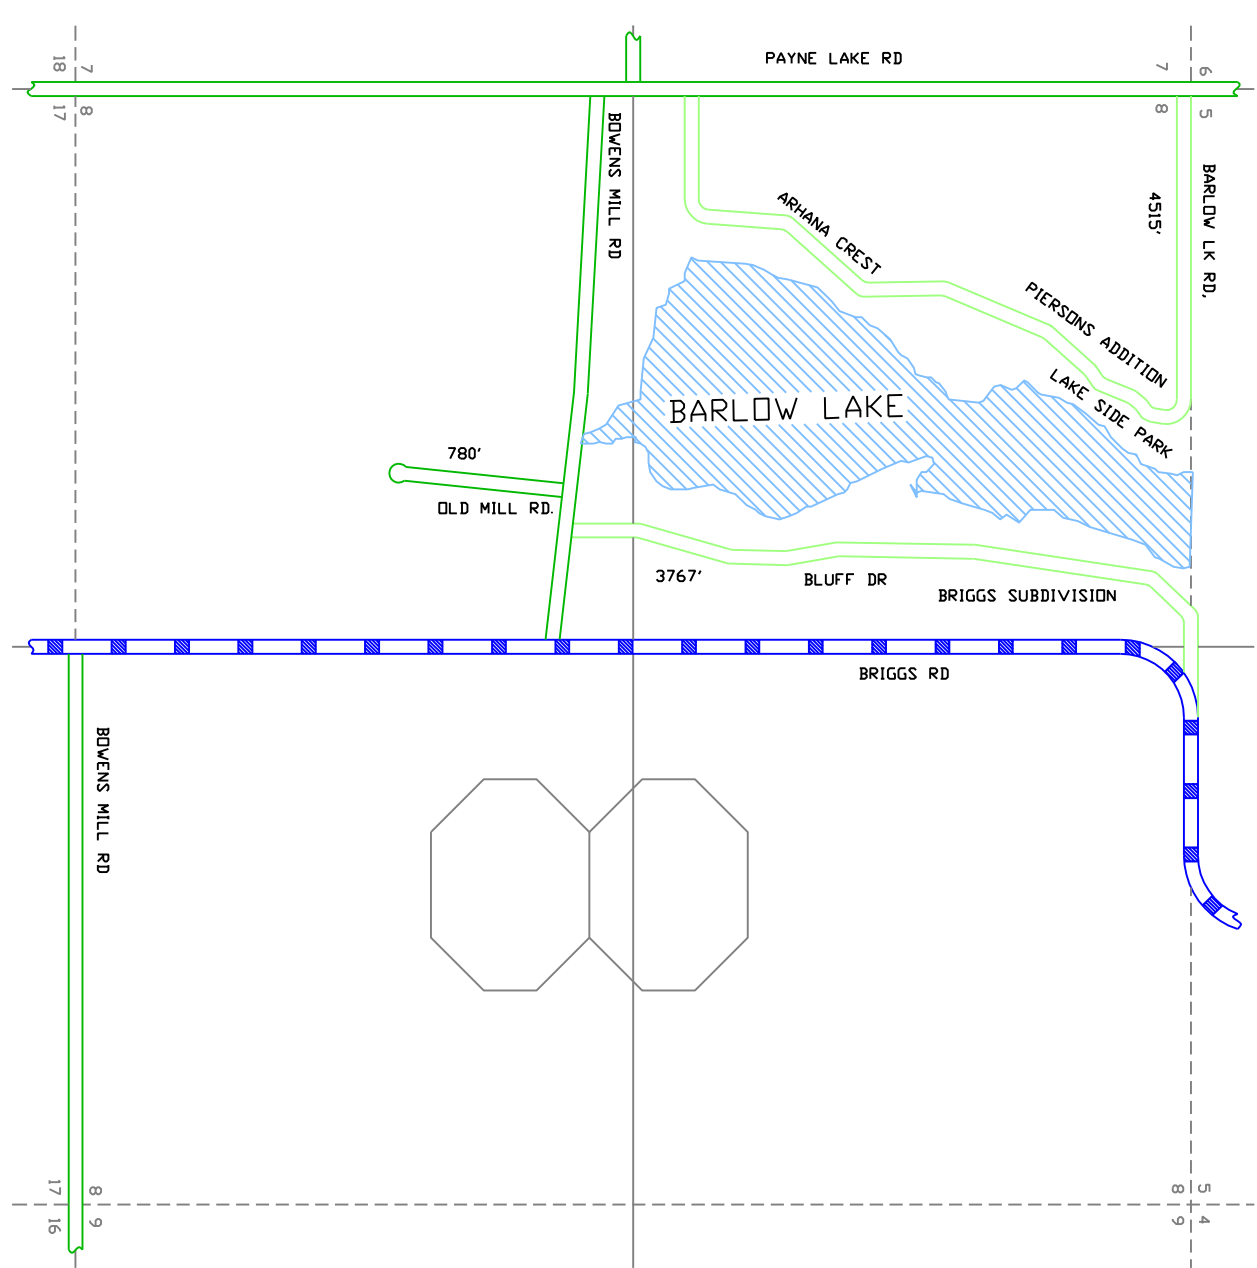 PAYNE LAKE RD
18 7
17 8
7 6
8 5
BOWENS MILL RD
ARHANA CREST
4515'
BARLOW LK RD,
PIERSONS ADDITION
LAKE SIDE PARK
BARLOW LAKE
780'
OLD MILL RD.
3767'
BLUFF DR
BRIGGS SUBDIVISION
BRIGGS RD
BOWENS MILL RD
17 8
16 9
8 5
9 4